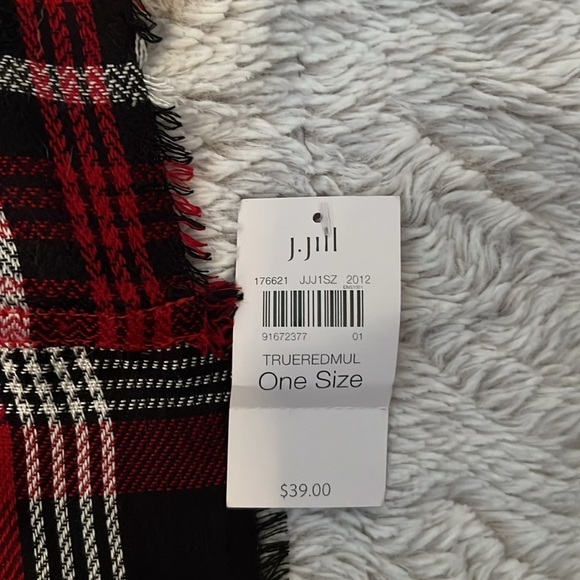 J.Jill
176621 JJJ1SZ 2012
91672377 01
TRUEREDMUL
One Size
$39.00